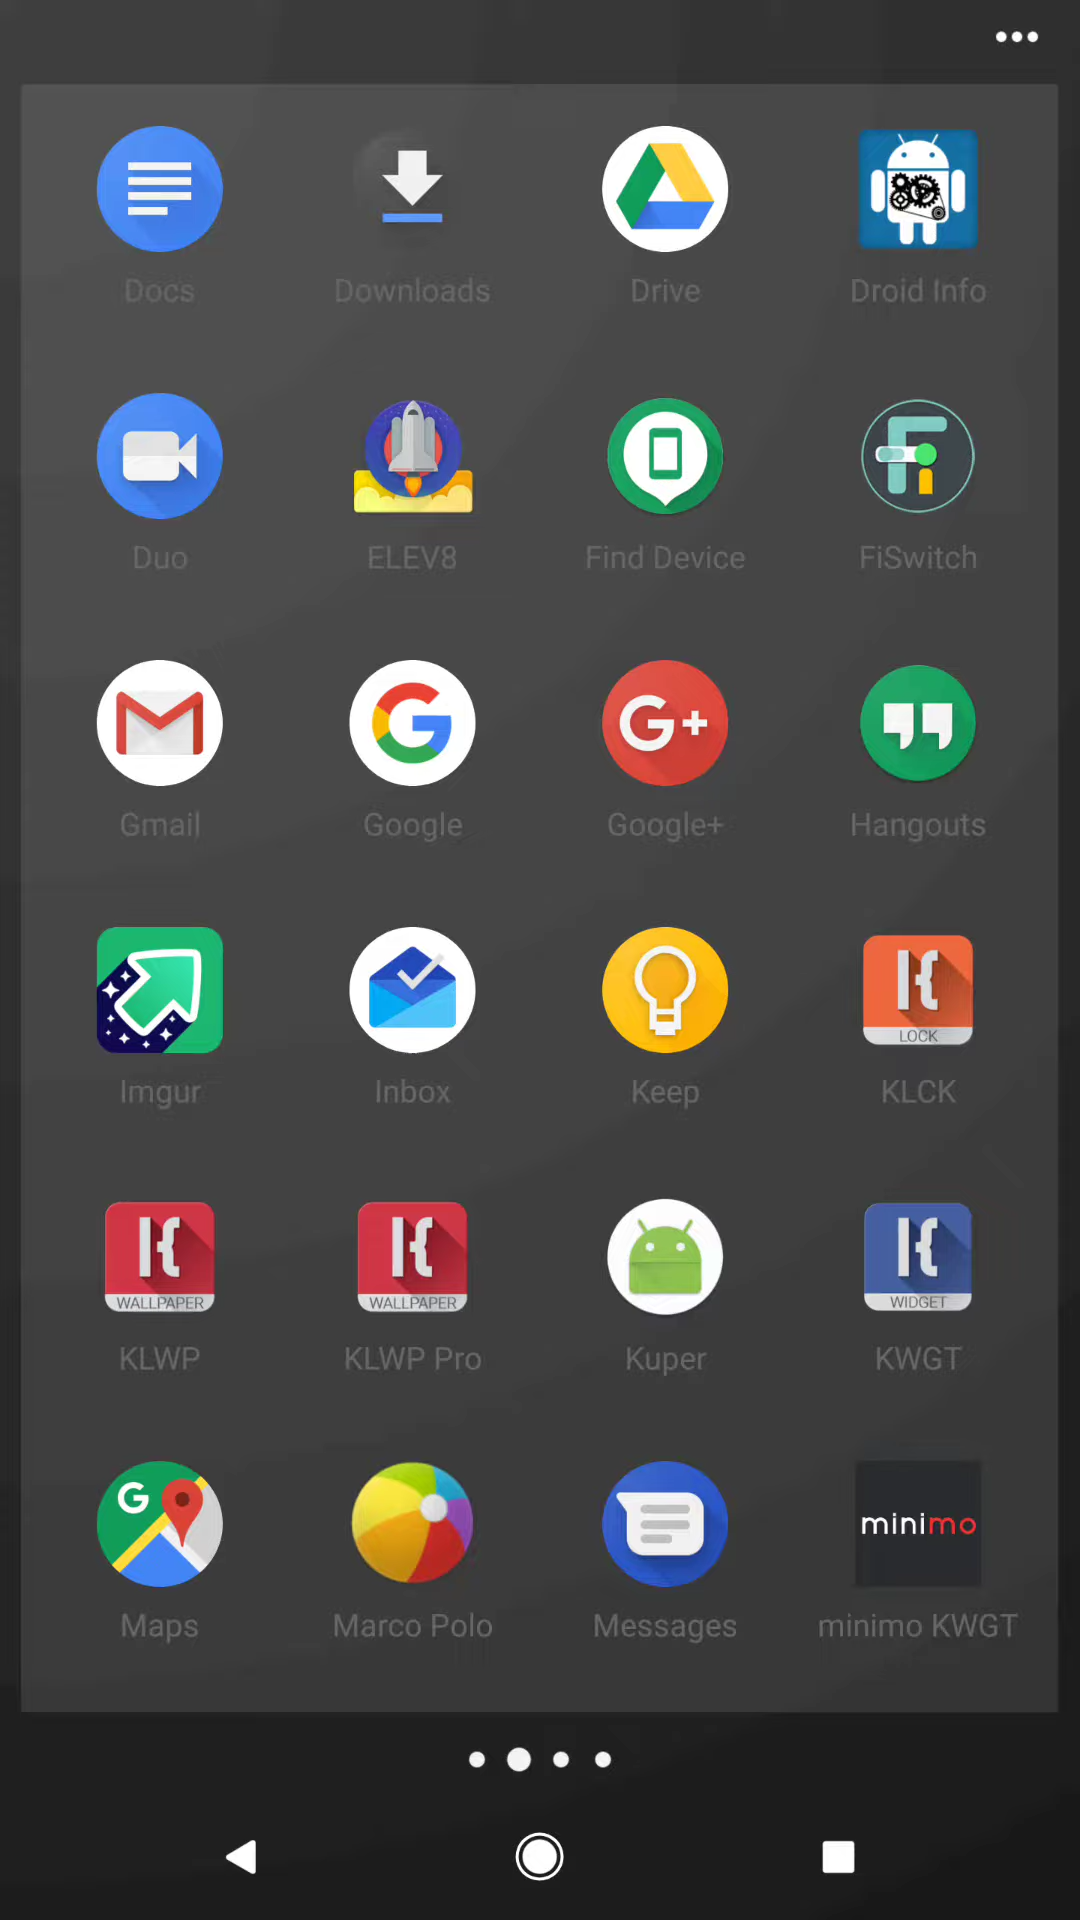 Docs Downloads Drive Droid Info
Duo ELEV8 Find Device FiSwitch
Gmail Google Google+ Hangouts
LOCK
Imgur Inbox Keep KLCK
WALLPAPER WALLPAPER WIDGET
KLWP KLWP Pro Kuper KWGT
minimo
Maps Marco Polo Messages minimo KWGT